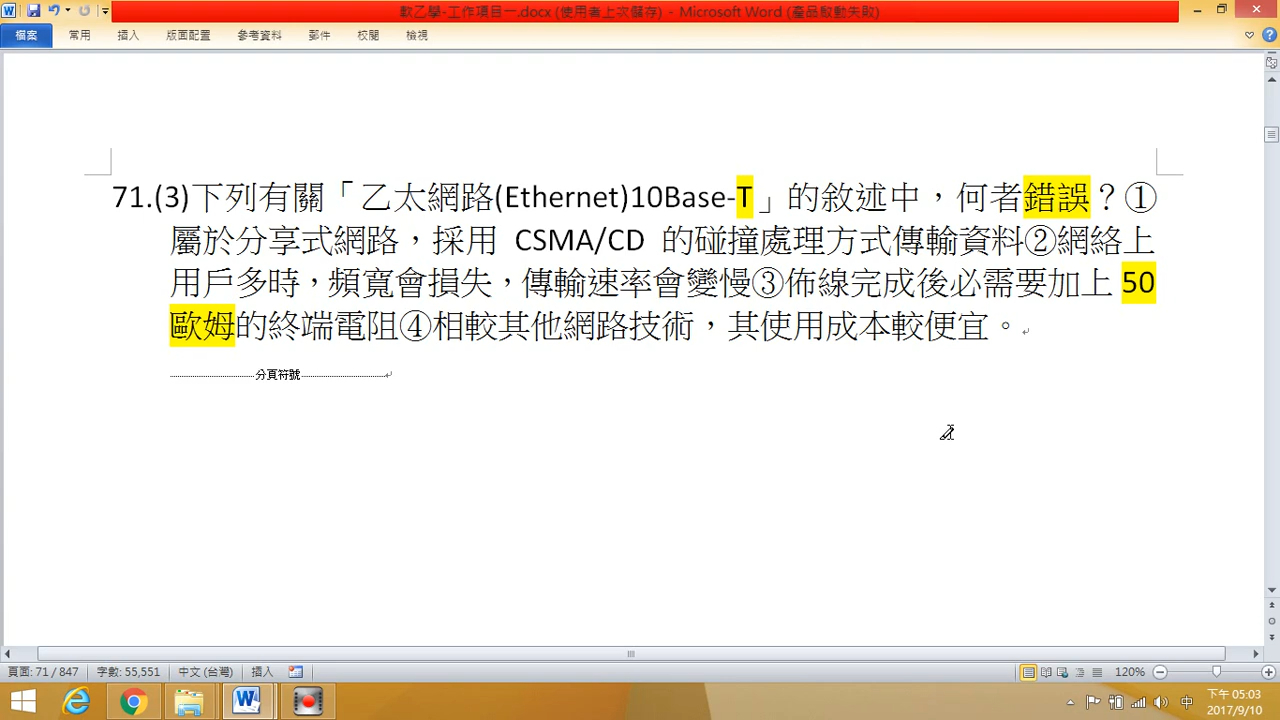 軟乙學-工作項目一.docx (使用者上次儲存) - Microsoft Word (產品啟動失敗)
檔案 常用 插入 版面配置 參考資料 郵件 校閱 檢視
71.(3)下列有關「乙太網路(Ethernet)10Base-T」的敘述中，何者錯誤？①
屬於分享式網路，採用 CSMA/CD 的碰撞處理方式傳輸資料②網絡上
用戶多時，頻寬會損失，傳輸速率會變慢③佈線完成後必需要加上 50
歐姆的終端電阻④相較其他網路技術，其使用成本較便宜。
分頁符號
頁面: 71 / 847 字數: 55,551 中文 (台灣) 插入 120%
中 下午 05:03
2017/9/10